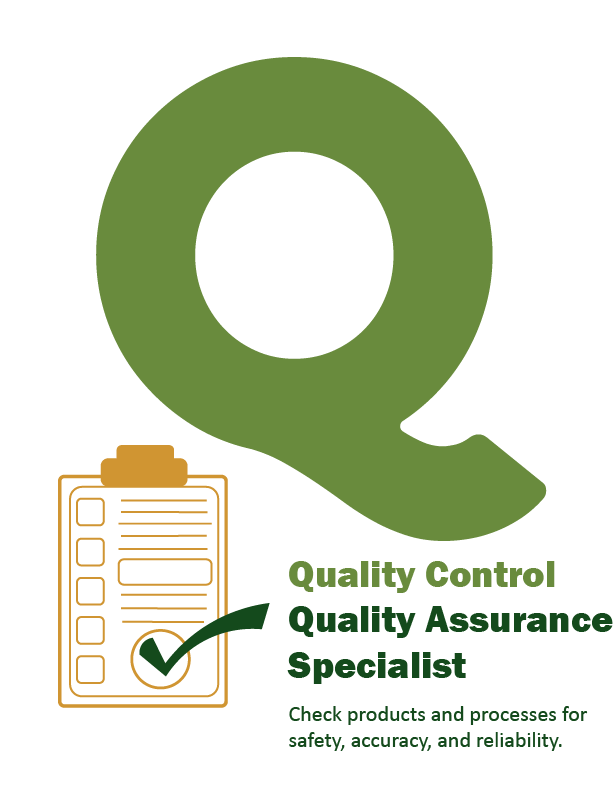 Q
Quality Control
Quality Assurance
Specialist
Check products and processes for
safety, accuracy, and reliability.